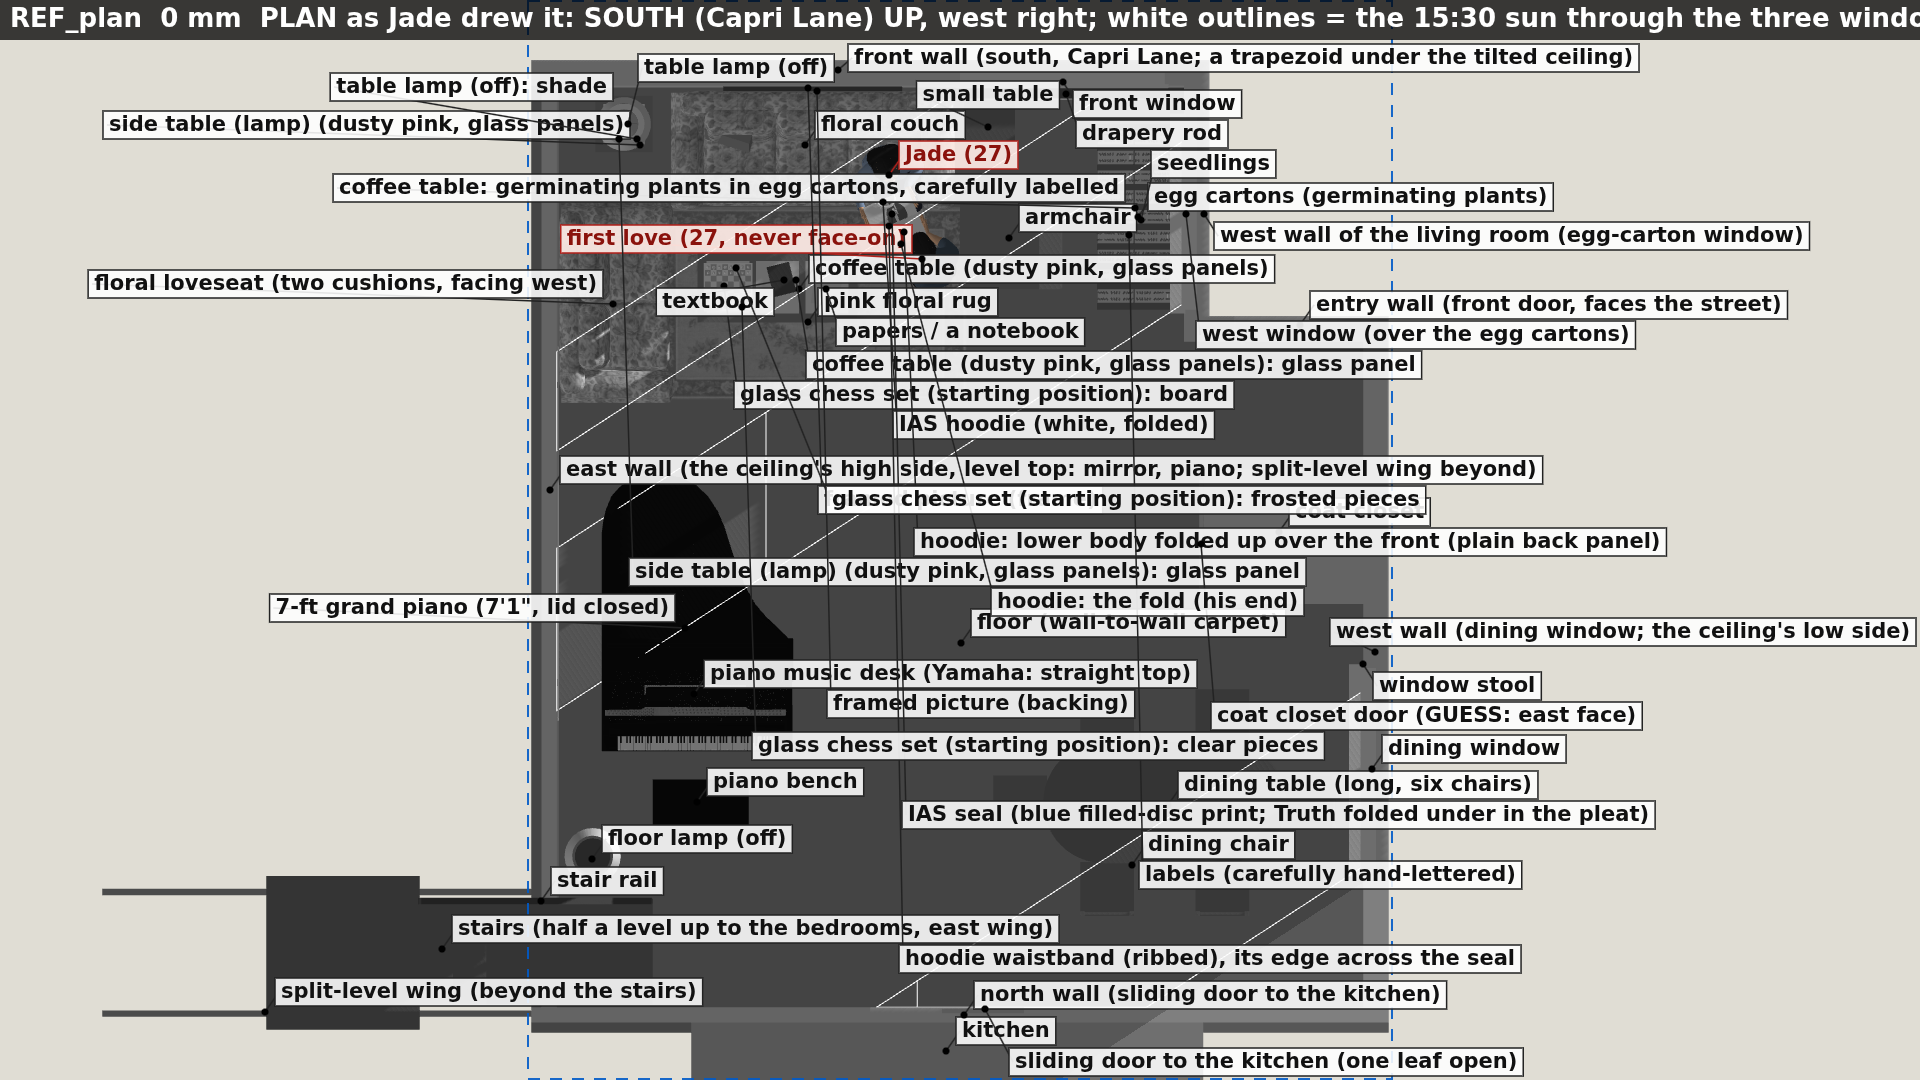 REF_plan  0 mm  PLAN as Jade drew it: SOUTH (Capri Lane) UP, west right; white outlines = the 15:30 sun through the three windo
front wall (south, Capri Lane; a trapezoid under the tilted ceiling)
table lamp (off)
table lamp (off): shade
small table
front window
side table (lamp) (dusty pink, glass panels)
floral couch
drapery rod
Jade (27)
seedlings
coffee table: germinating plants in egg cartons, carefully labelled
egg cartons (germinating plants)
armchair
first love (27, never face-on)
west wall of the living room (egg-carton window)
coffee table (dusty pink, glass panels)
floral loveseat (two cushions, facing west)
textbook
pink floral rug
entry wall (front door, faces the street)
papers / a notebook
west window (over the egg cartons)
coffee table (dusty pink, glass panels): glass panel
glass chess set (starting position): board
IAS hoodie (white, folded)
east wall (the ceiling's high side, level top: mirror, piano; split-level wing beyond)
glass chess set (starting position): frosted pieces
coat closet
hoodie: lower body folded up over the front (plain back panel)
side table (lamp) (dusty pink, glass panels): glass panel
7-ft grand piano (7'1", lid closed)
hoodie: the fold (his end)
floor (wall-to-wall carpet)
west wall (dining window; the ceiling's low side)
piano music desk (Yamaha: straight top)
window stool
framed picture (backing)
coat closet door (GUESS: east face)
glass chess set (starting position): clear pieces
dining window
piano bench
dining table (long, six chairs)
IAS seal (blue filled-disc print; Truth folded under in the pleat)
floor lamp (off)
dining chair
stair rail
labels (carefully hand-lettered)
stairs (half a level up to the bedrooms, east wing)
hoodie waistband (ribbed), its edge across the seal
split-level wing (beyond the stairs)
north wall (sliding door to the kitchen)
kitchen
sliding door to the kitchen (one leaf open)